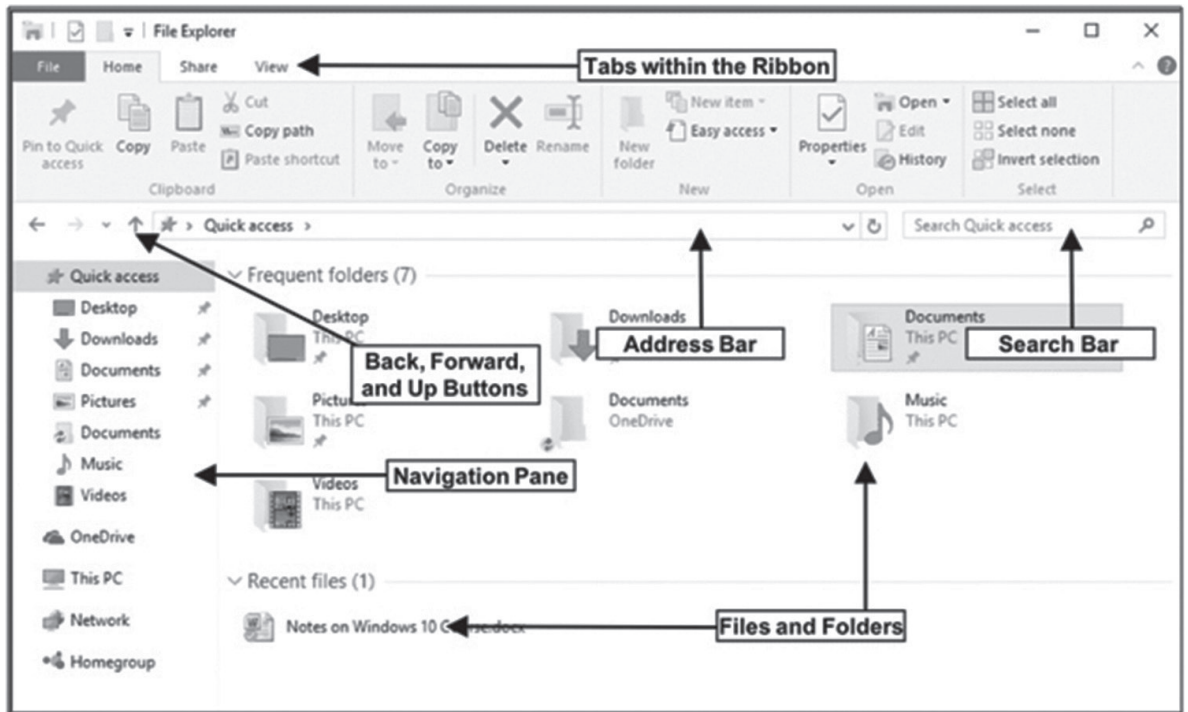 File Explorer
File Home Share View
Tabs within the Ribbon
Pin to Quick access
Copy
Paste
Cut
Copy path
Paste shortcut
Clipboard
Move to
Copy to
Delete
Rename
Organize
New folder
New item
Easy access
New
Properties
Open
Edit
History
Open
Select all
Select none
Invert selection
Select
Quick access
Search Quick access
Quick access
Desktop
Downloads
Documents
Pictures
Documents
Music
Videos
OneDrive
This PC
Network
Homegroup
Frequent folders (7)
Desktop
This PC
Downloads
Documents
This PC
Back, Forward,
and Up Buttons
Address Bar
Search Bar
This PC
Documents
OneDrive
Music
This PC
Navigation Pane
Videos
This PC
Recent files (1)
Notes on Windows 10
Files and Folders